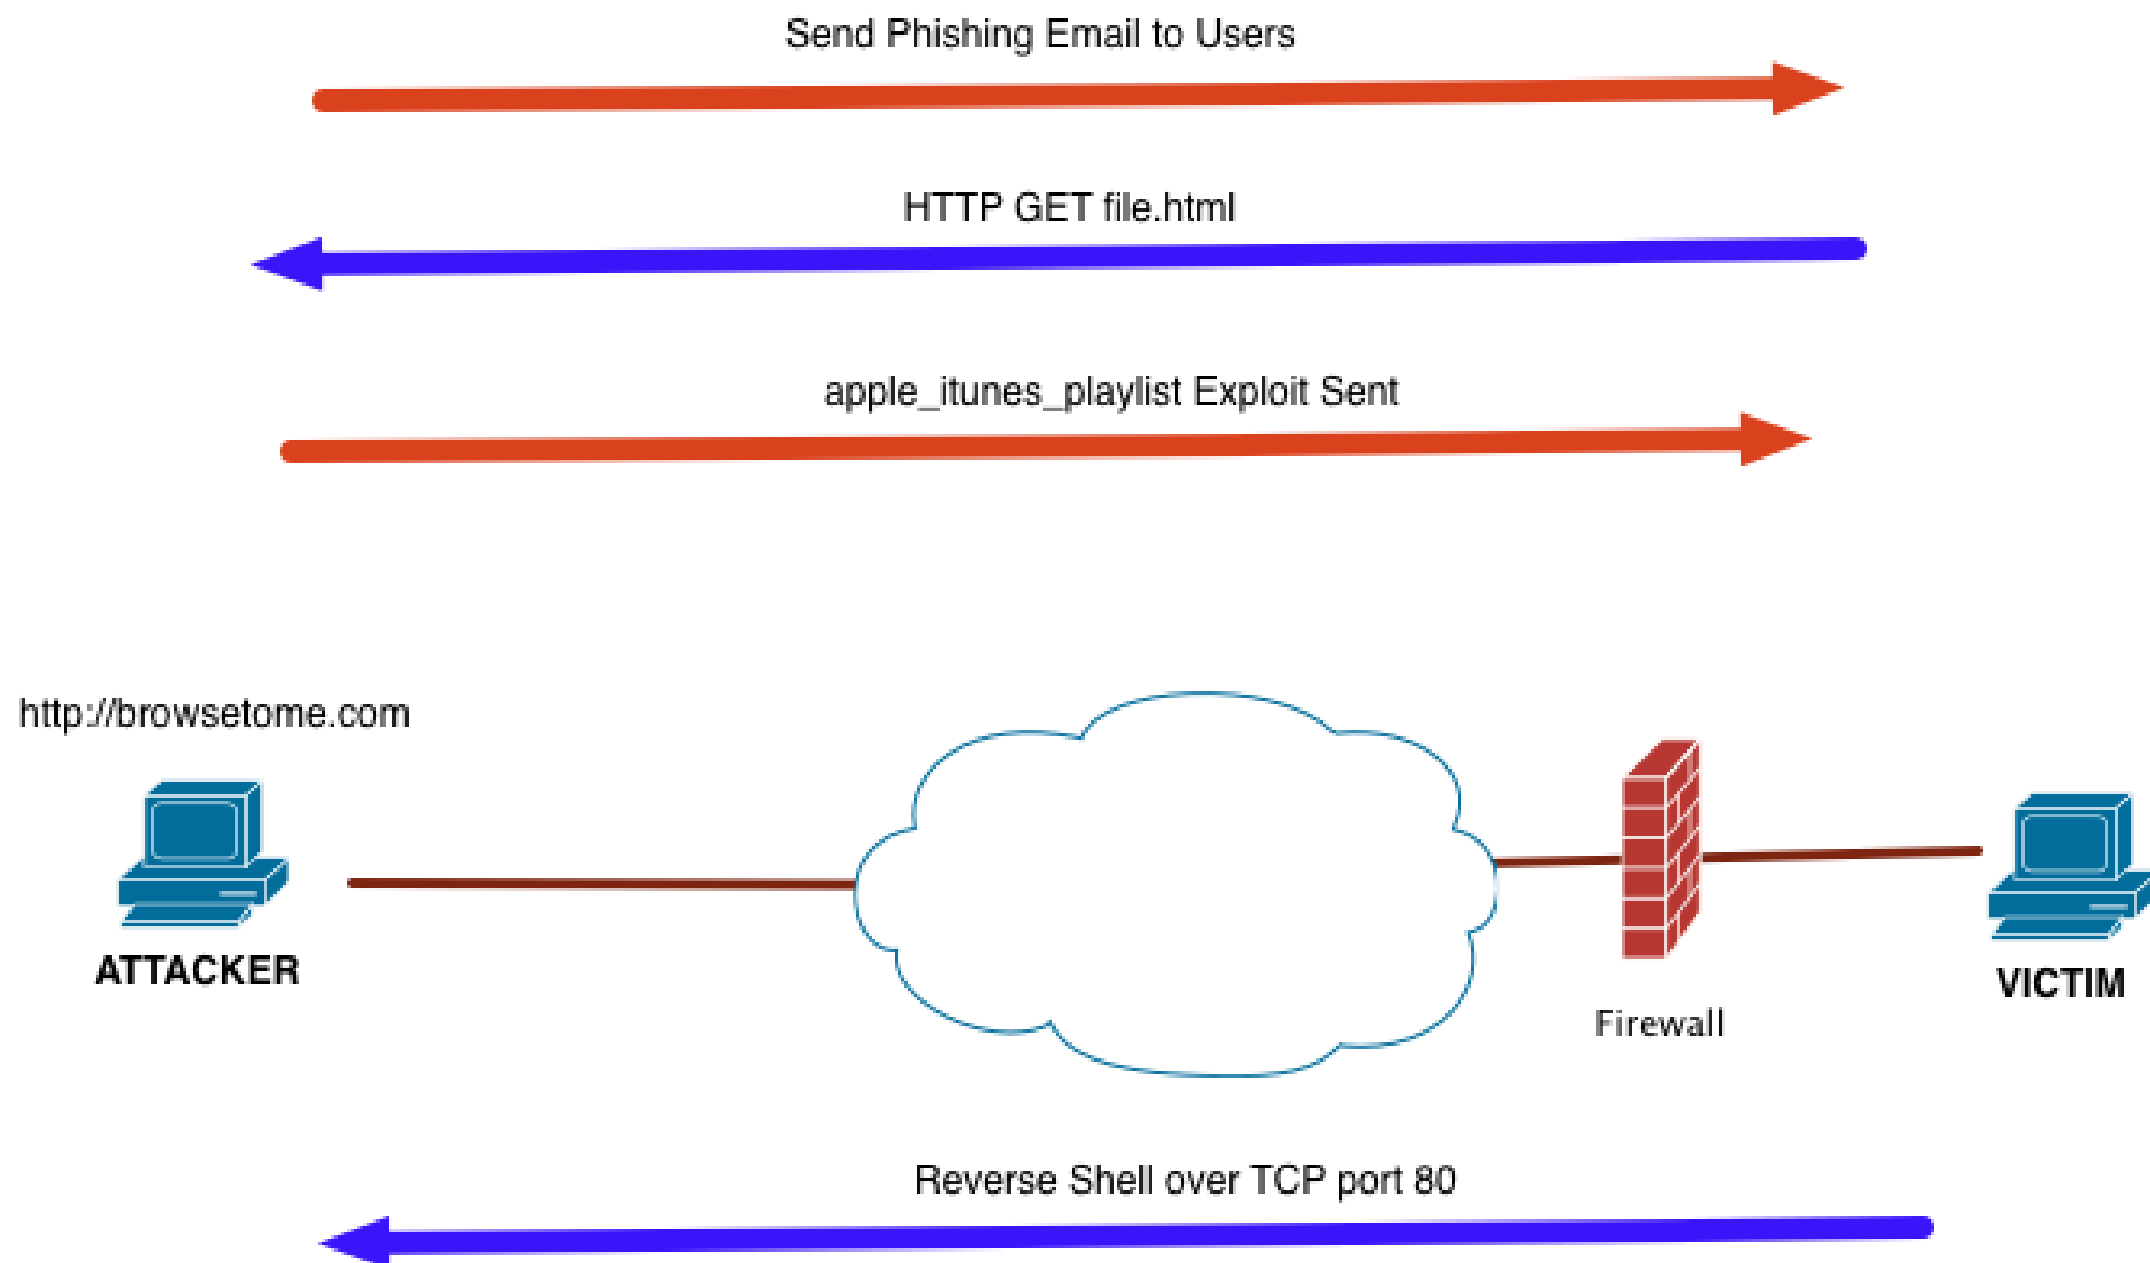 Send Phishing Email to Users
HTTP GET file.html
apple_itunes_playlist Exploit Sent
http://browsetome.com
ATTACKER
VICTIM
Firewall
Reverse Shell over TCP port 80